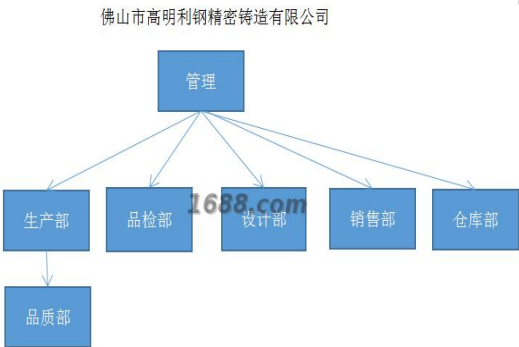 佛山市高明利钢精密铸造有限公司
管理
生产部
品检部
设计部
销售部
仓库部
1688.com
品质部